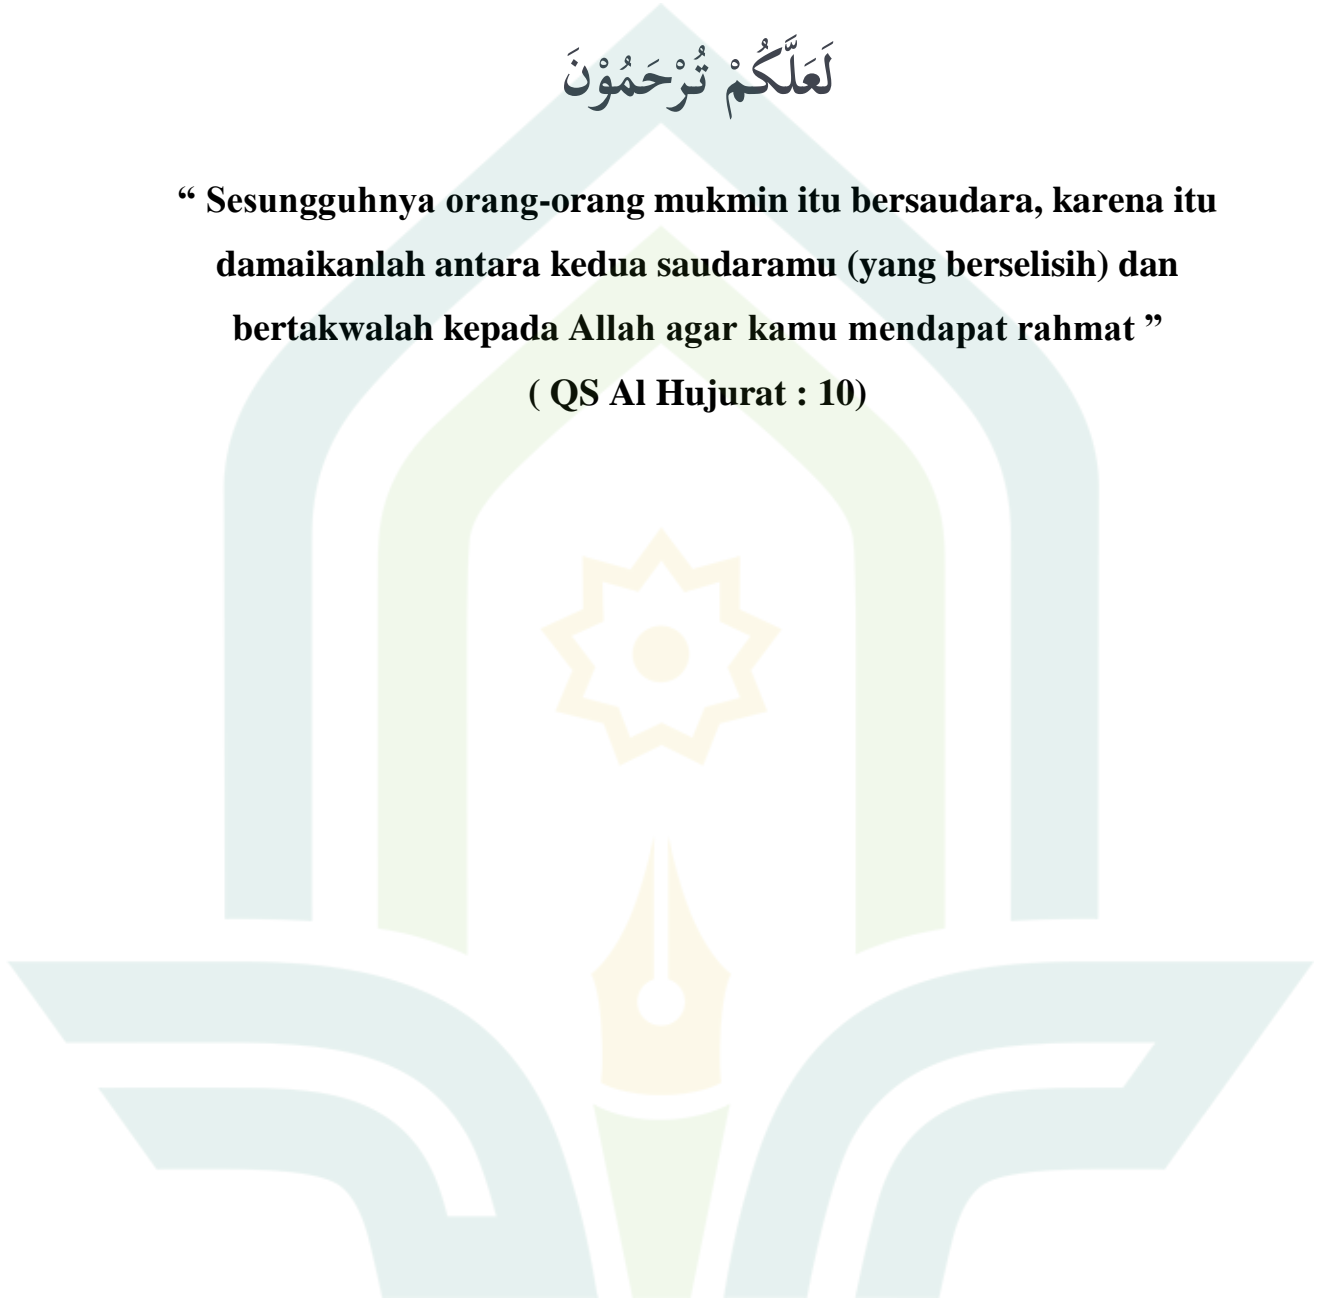 لَعَلَّكُمْ تُرْحَمُوْنَ
“ Sesungguhnya orang-orang mukmin itu bersaudara, karena itu
damaikanlah antara kedua saudaramu (yang berselisih) dan
bertakwalah kepada Allah agar kamu mendapat rahmat ”
( QS Al Hujurat : 10)